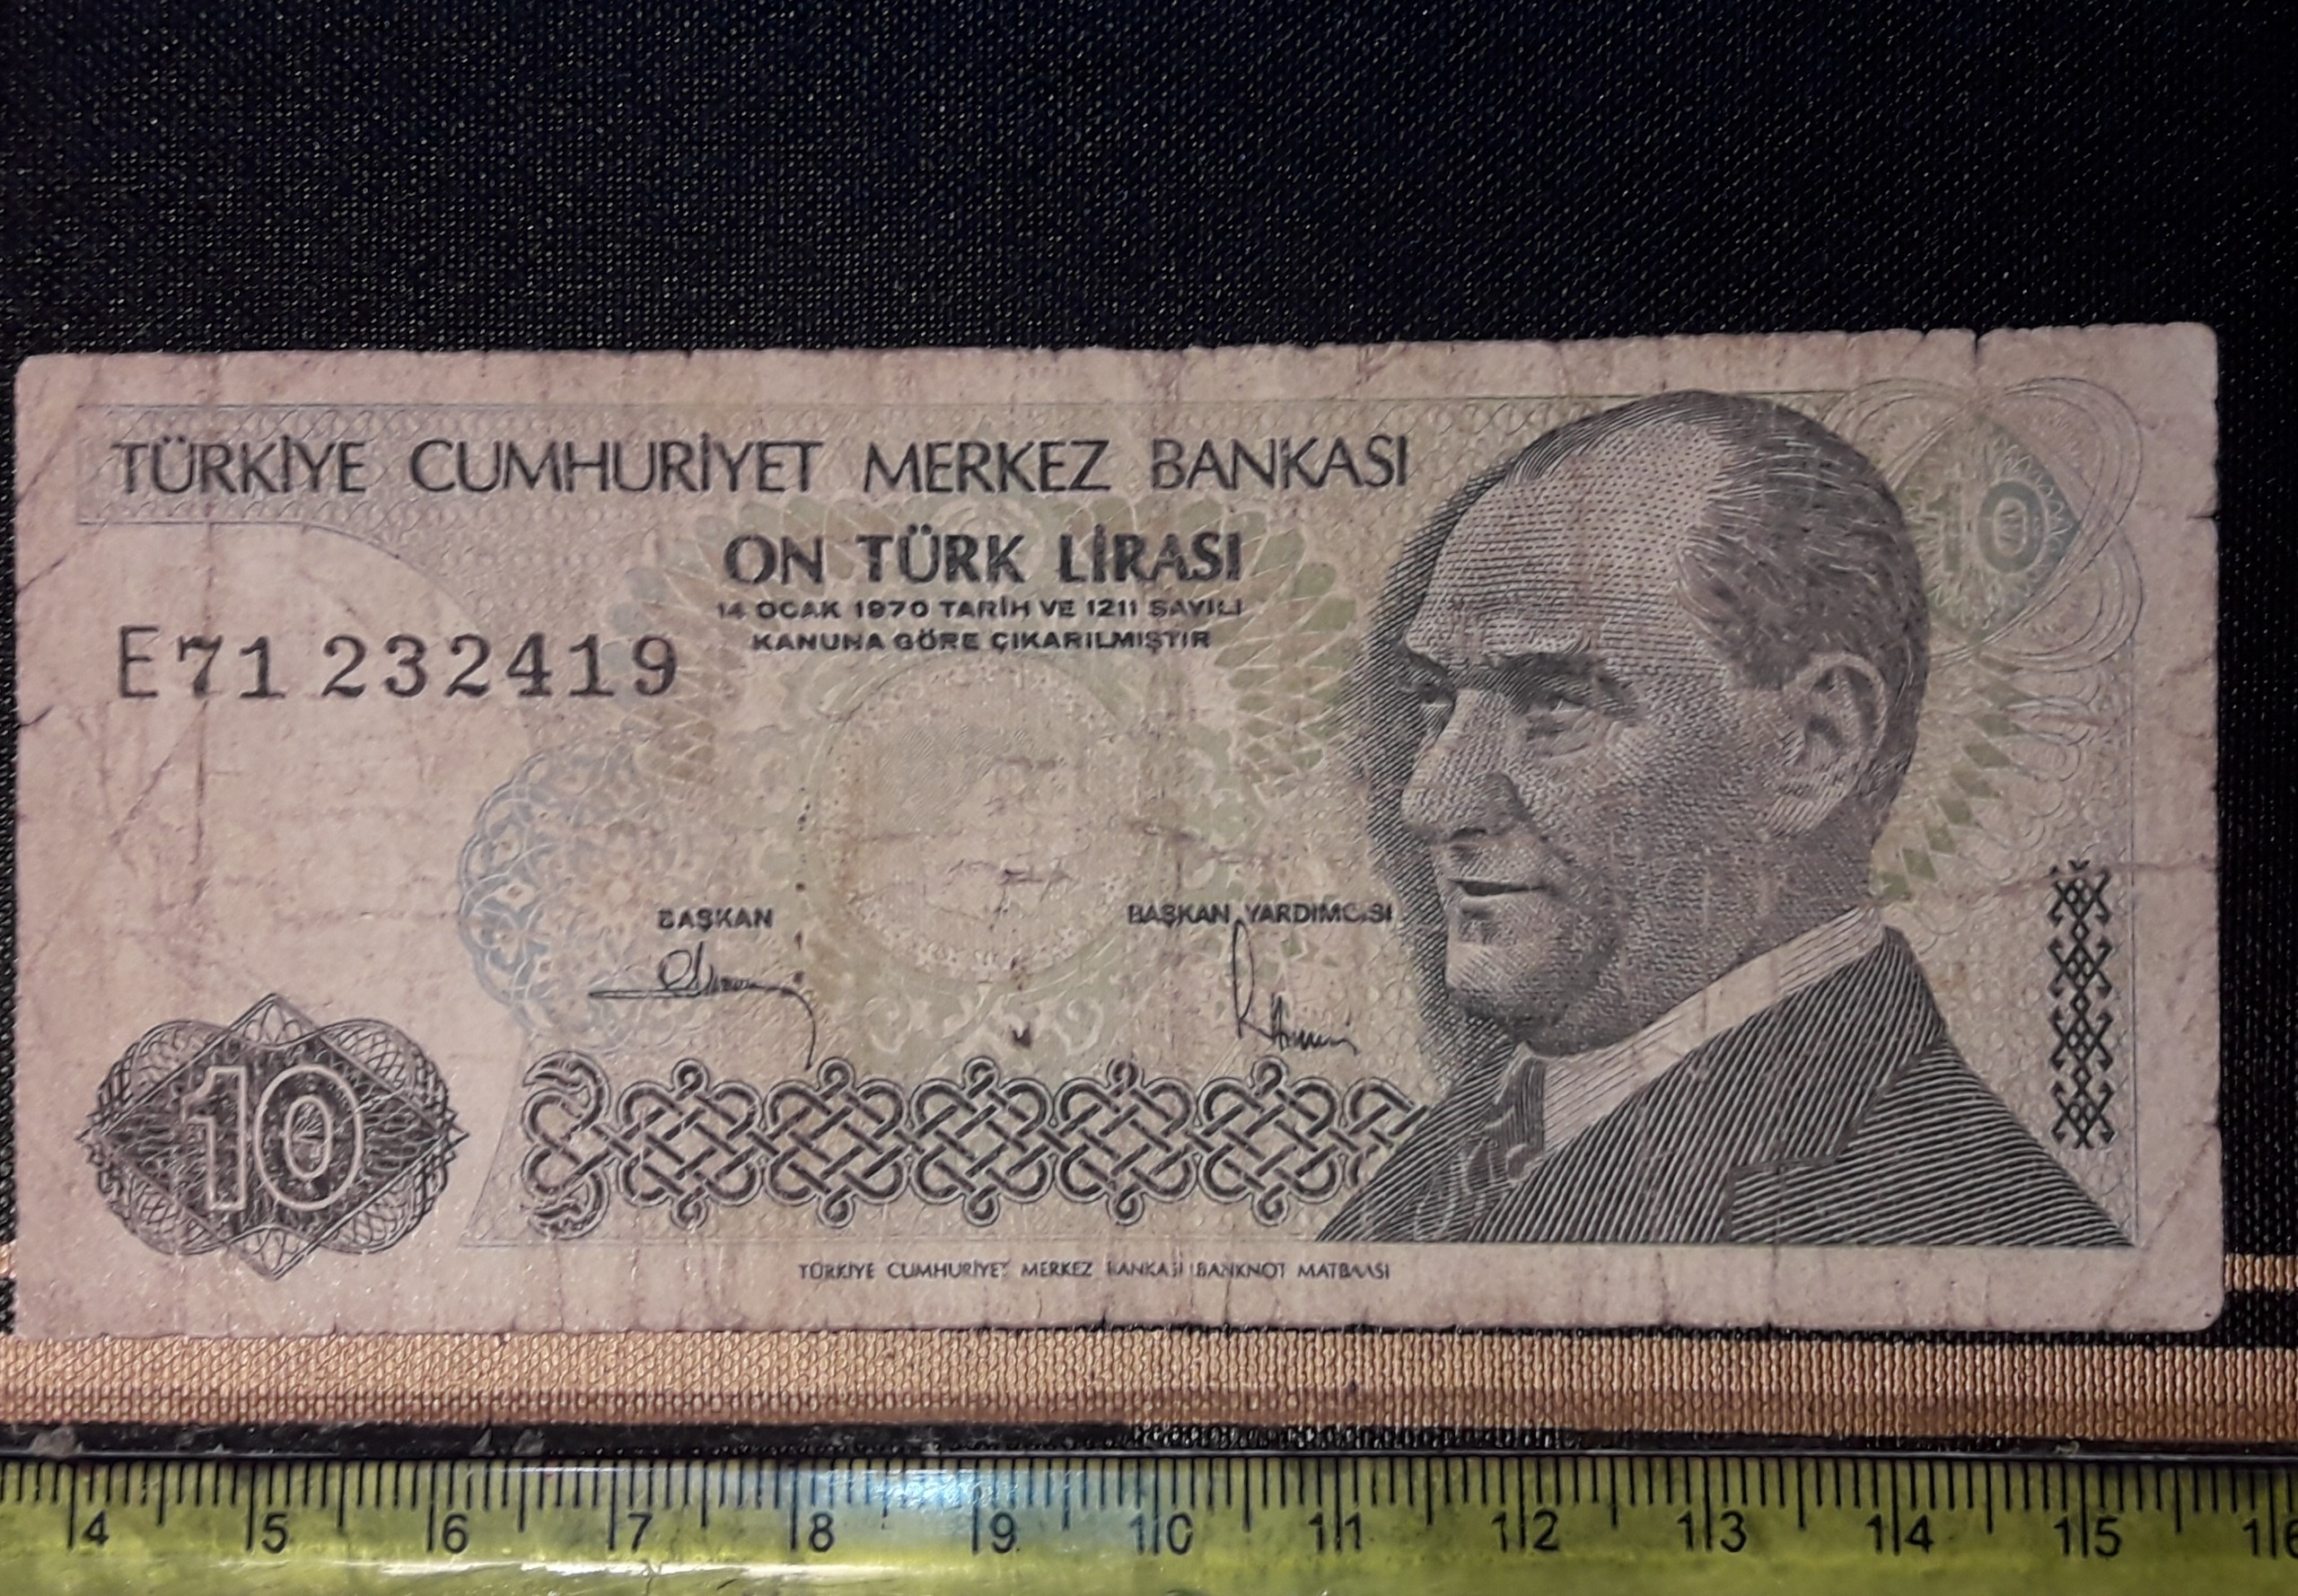 TÜRKİYE CUMHURİYET MERKEZ BANKASI
10
ON TÜRK LİRASI
14 OCAK 1970 TARİH VE 1211 SAYILI
KANUNA GÖRE ÇIKARILMIŞTIR
E71 232419
BAŞKAN BAŞKAN YARDIMCISI
10
TÜRKİYE CUMHURİYET MERKEZ BANKASI BANKNOT MATBAASI
4 5 6 7 8 9 10 11 12 13 14 15 16